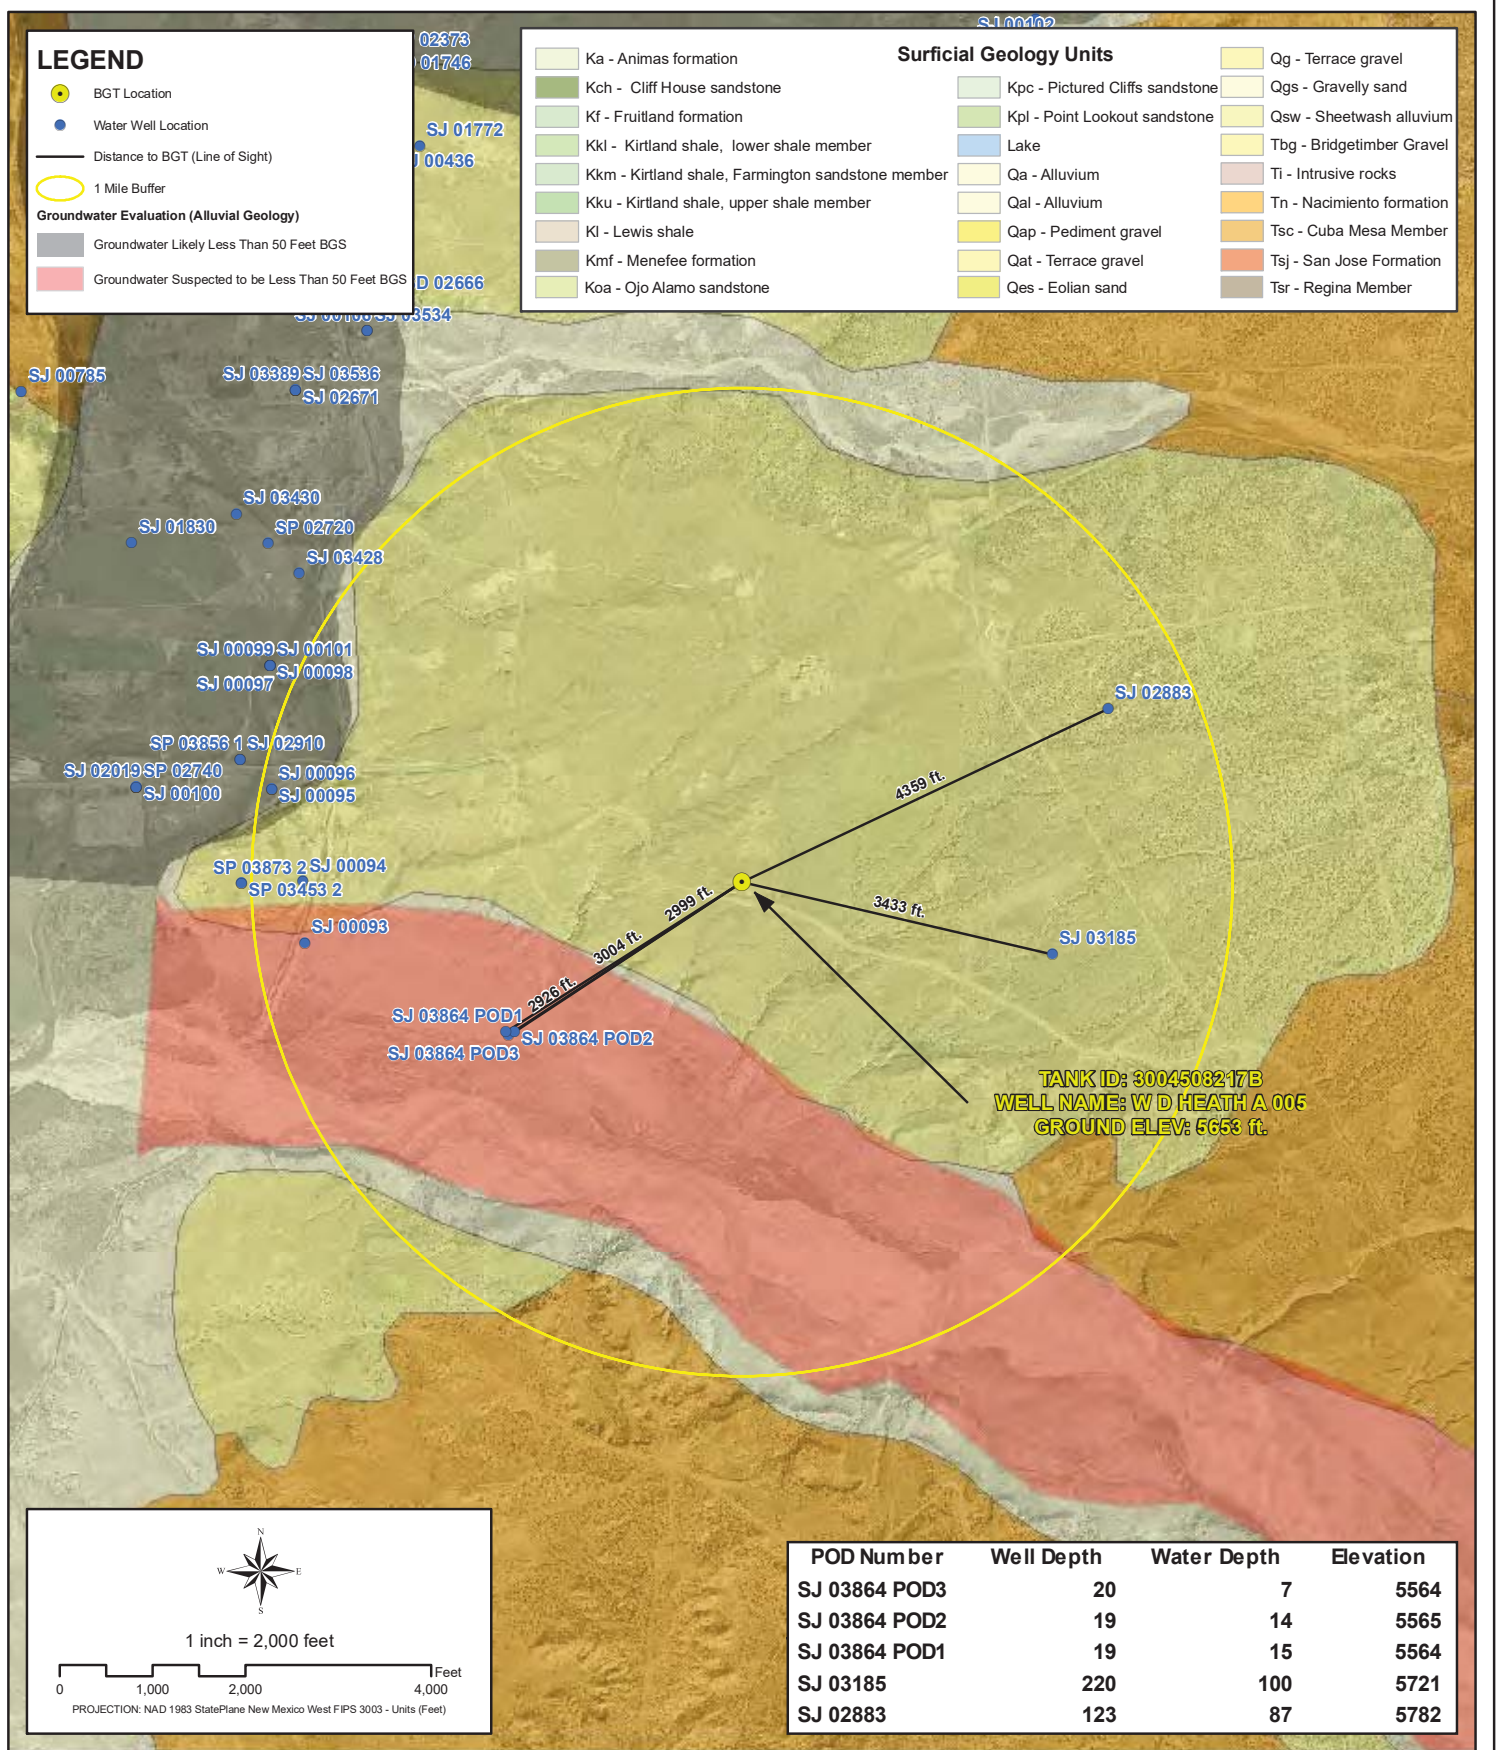 SJ 00102
02373
01746
SJ 01772
00436
D 02666
03534
LEGEND
BGT Location
Water Well Location
Distance to BGT (Line of Sight)
1 Mile Buffer
Groundwater Evaluation (Alluvial Geology)
Groundwater Likely Less Than 50 Feet BGS
Groundwater Suspected to be Less Than 50 Feet BGS
Surficial Geology Units
Ka - Animas formation
Kch - Cliff House sandstone
Kf - Fruitland formation
Kkl - Kirtland shale, lower shale member
Kkm - Kirtland shale, Farmington sandstone member
Kku - Kirtland shale, upper shale member
Kl - Lewis shale
Kmf - Menefee formation
Koa - Ojo Alamo sandstone
Kpc - Pictured Cliffs sandstone
Kpl - Point Lookout sandstone
Lake
Qa - Alluvium
Qal - Alluvium
Qap - Pediment gravel
Qat - Terrace gravel
Qes - Eolian sand
Qg - Terrace gravel
Qgs - Gravelly sand
Qsw - Sheetwash alluvium
Tbg - Bridgetimber Gravel
Ti - Intrusive rocks
Tn - Nacimiento formation
Tsc - Cuba Mesa Member
Tsj - San Jose Formation
Tsr - Regina Member
SJ 00785
SJ 03389 SJ 03536
SJ 02671
SJ 03430
SJ 01830
SP 02720
SJ 03428
SJ 00099 SJ 00101
SJ 00098
SJ 00097
SJ 02883
SP 03856 1 SJ 02910
SJ 02019 SP 02740
SJ 00096
SJ 00100
SJ 00095
4359 ft.
SP 03873 2 SJ 00094
SP 03453 2
2999 ft.
3433 ft.
SJ 00093
3004 ft.
SJ 03185
2926 ft.
SJ 03864 POD1
SJ 03864 POD2
SJ 03864 POD3
TANK ID: 3004508217B
WELL NAME: W D HEATH A 005
GROUND ELEV: 5653 ft.
N
W E
S
1 inch = 2,000 feet
Feet
0 1,000 2,000 4,000
PROJECTION: NAD 1983 StatePlane New Mexico West FIPS 3003 - Units (Feet)
POD Number Well Depth Water Depth Elevation
SJ 03864 POD3 20 7 5564
SJ 03864 POD2 19 14 5565
SJ 03864 POD1 19 15 5564
SJ 03185 220 100 5721
SJ 02883 123 87 5782